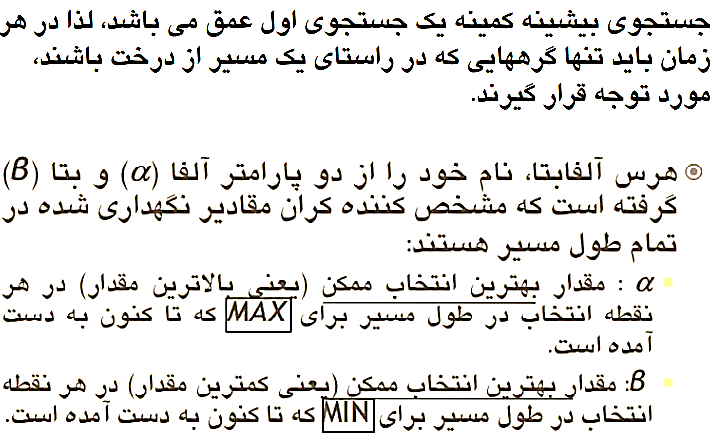 جستجوی بیشینه کمینه یک جستجوی اول عمق می باشد، لذا در هر
زمان باید تنها گرههایی که در راستای یک مسیر از درخت باشند،
مورد توجه قرار گیرند.
هرس آلفابتا، نام خود را از دو پارامتر آلفا (α) و بتا (β)
گرفته است که مشخص کننده کران مقادیر نگهداری شده در
تمام طول مسیر هستند:
α : مقدار بهترین انتخاب ممکن (یعنی بالاترین مقدار) در هر
نقطه انتخاب در طول مسیر برای MAX که تا کنون به دست
آمده است.
β: مقدار بهترین انتخاب ممکن (یعنی کمترین مقدار) در هر نقطه
انتخاب در طول مسیر برای MIN که تا کنون به دست آمده است.